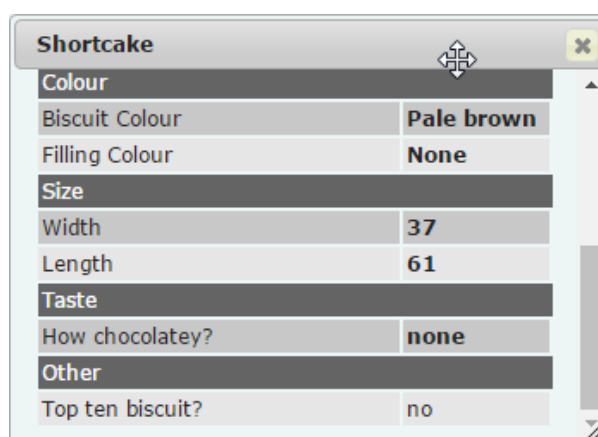 Shortcake
Colour
Biscuit Colour Pale brown
Filling Colour None
Size
Width 37
Length 61
Taste
How chocolatey? none
Other
Top ten biscuit? no